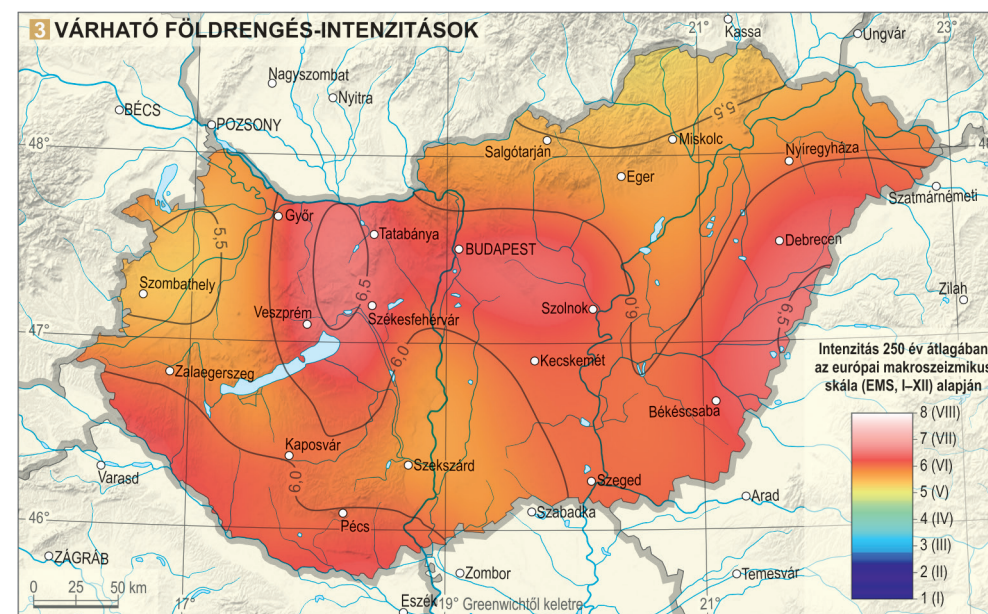 3 VÁRHATÓ FÖLDRENGÉS-INTENZITÁSOK
21°
23°
Kassa
Ungvár
Nagyszombat
Nyitra
BÉCS
POZSONY
48°
5,5
Miskolc
Salgótarján
Nyíregyháza
48
Eger
Szatmárnémeti
Győr
Tatabánya
5,5
BUDAPEST
Debrecen
Szombathely
6,5
Zilah
Veszprém
Székesfehérvár
Szolnok
6,0
6,5
47°
6,0
Kecskemét
Zalaegerszeg
Békéscsaba
Intenzitás 250 év átlagában
az európai makroszeizmikus
skála (EMS, I–XII) alapján
8 (VIII)
7 (VII)
6 (VI)
5 (V)
4 (IV)
3 (III)
2 (II)
1 (I)
Kaposvár
Szekszárd
Varasd
6,0
Szeged
Arad
46°
Pécs
Szabadka
ZÁGRÁB
Zombor
Temesvár
0 25 50 km
17°
Eszék
19°
Greenwichtől keletre
21°